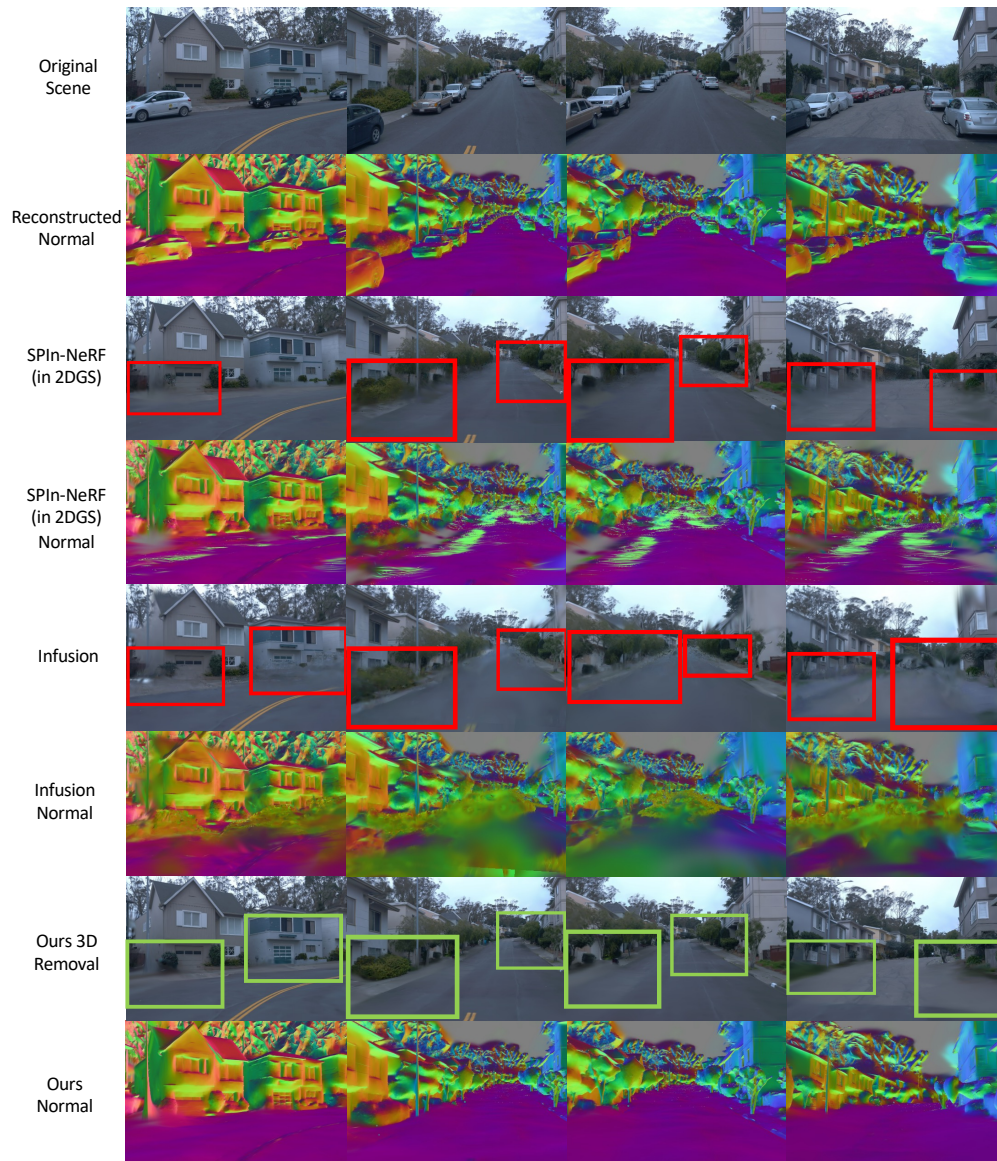 Original
Scene
Reconstructed
Normal
SPIn-NeRF
(in 2DGS)
SPIn-NeRF
(in 2DGS)
Normal
Infusion
Infusion
Normal
Ours 3D
Removal
Ours
Normal